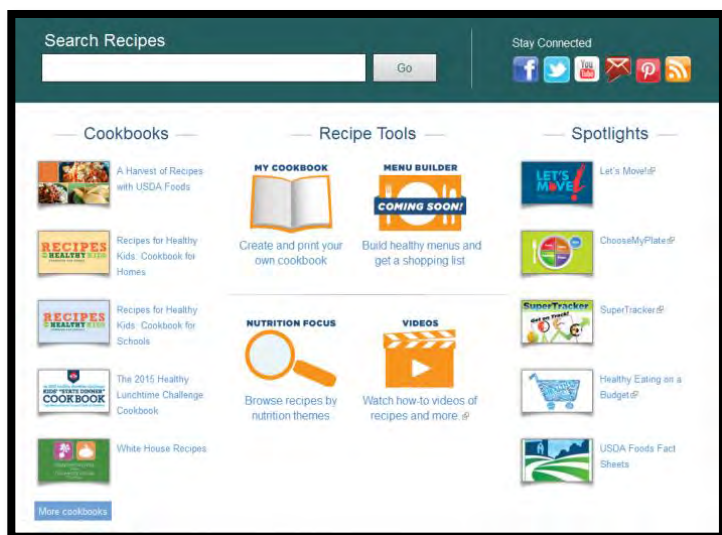 Search Recipes
Go
Stay Connected
You
Tube
Cookbooks
A Harvest of Recipes
with USDA Foods
RECIPES
HEALTHY KIDS
Recipes for Healthy
Kids: Cookbook for
Homes
RECIPES
HEALTHY KIDS
Recipes for Healthy
Kids: Cookbook for
Schools
KIDS' "STATE DINNER"
COOKBOOK
The 2015 Healthy
Lunchtime Challenge
Cookbook
White House Recipes
More cookbooks
Recipe Tools
MY COOKBOOK
Create and print your
own cookbook
MENU BUILDER
COMING SOON!
Build healthy menus and
get a shopping list
NUTRITION FOCUS
Browse recipes by
nutrition themes
VIDEOS
Watch how-to videos of
recipes and more.
Spotlights
LET'S
MOVE!
Let's Move!
ChooseMyPlate
SuperTracker
Get on Track!
SuperTracker
Healthy Eating on a
Budget
USDA Foods Fact
Sheets